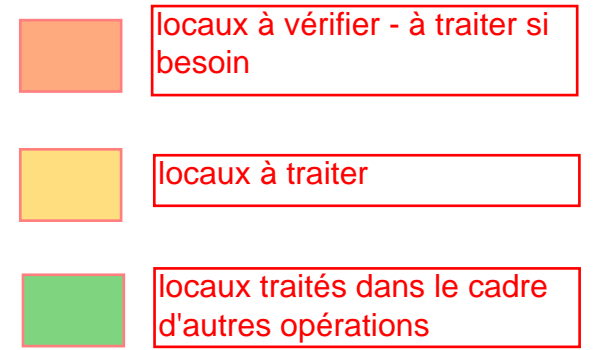 locaux à vérifier - à traiter si
besoin
locaux à traiter
locaux traités dans le cadre
d'autres opérations